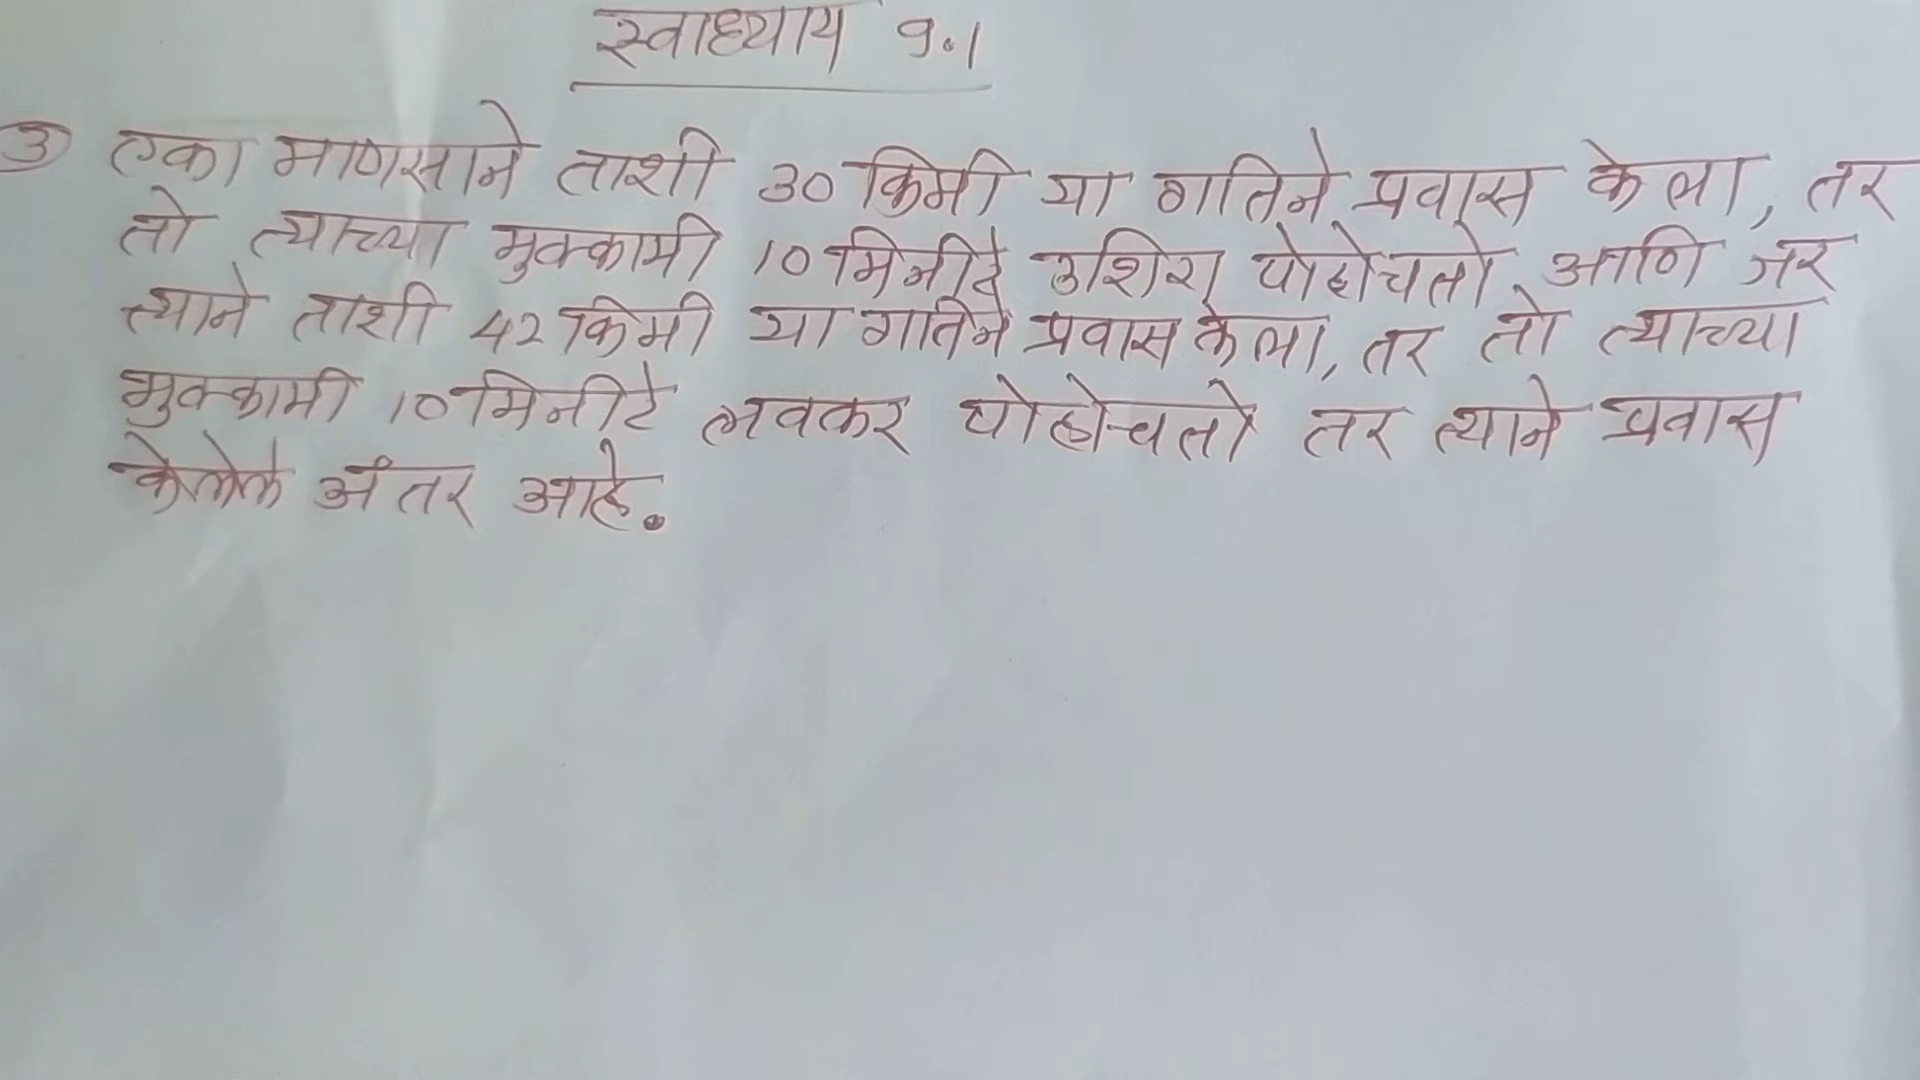 स्वाध्याय 9.1
3 एका माणसाने ताशी 30 किमी या गतिने प्रवास केला, तर
तो त्याच्या मुक्कामी 10 मिनीटे उशिरा पोहोचतो आणि जर
त्याने ताशी 42 किमी या गतिने प्रवास केला, तर तो त्याच्या
मुक्कामी 10 मिनीटे लवकर पोहोचतो तर त्याने प्रवास
केलेले अंतर आहे.